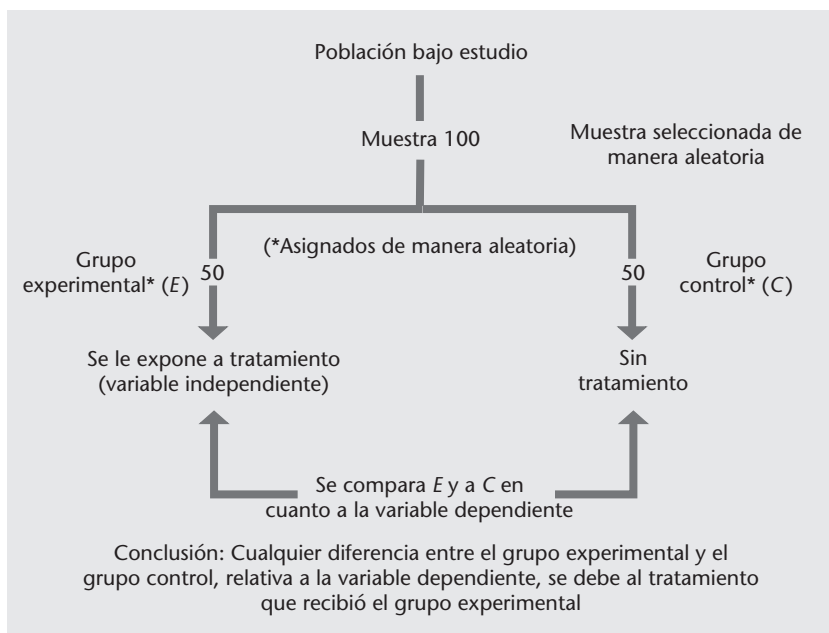 Población bajo estudio
Muestra 100
Muestra seleccionada de
manera aleatoria
(*Asignados de manera aleatoria)
Grupo
experimental* (E)
50
50
Grupo
control* (C)
Se le expone a tratamiento
(variable independiente)
Sin
tratamiento
Se compara E y a C en
cuanto a la variable dependiente
Conclusión: Cualquier diferencia entre el grupo experimental y el
grupo control, relativa a la variable dependiente, se debe al tratamiento
que recibió el grupo experimental